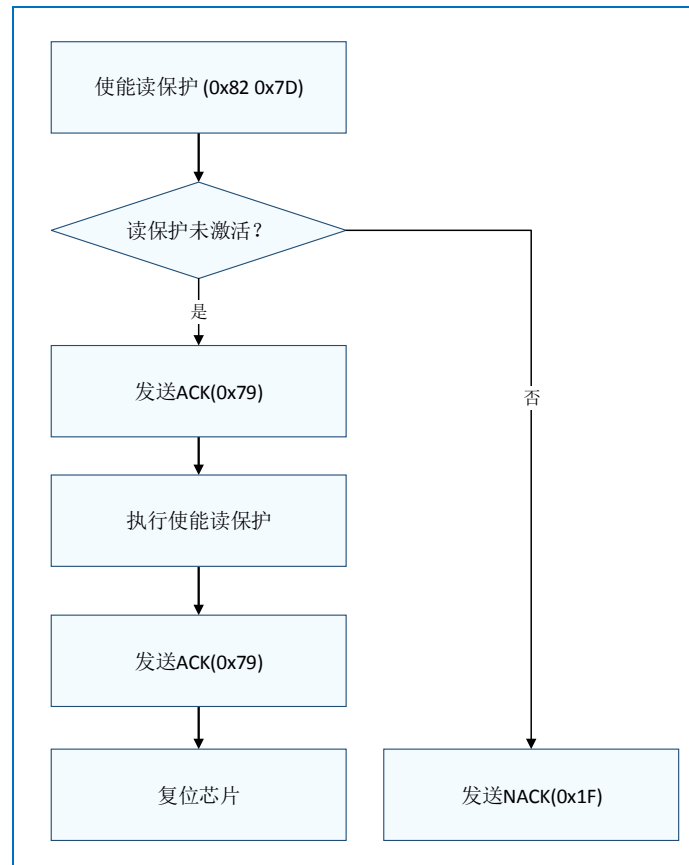 使能读保护 (0x82 0x7D)
读保护未激活？
是
发送ACK(0x79)
否
执行使能读保护
发送ACK(0x79)
复位芯片
发送NACK(0x1F)